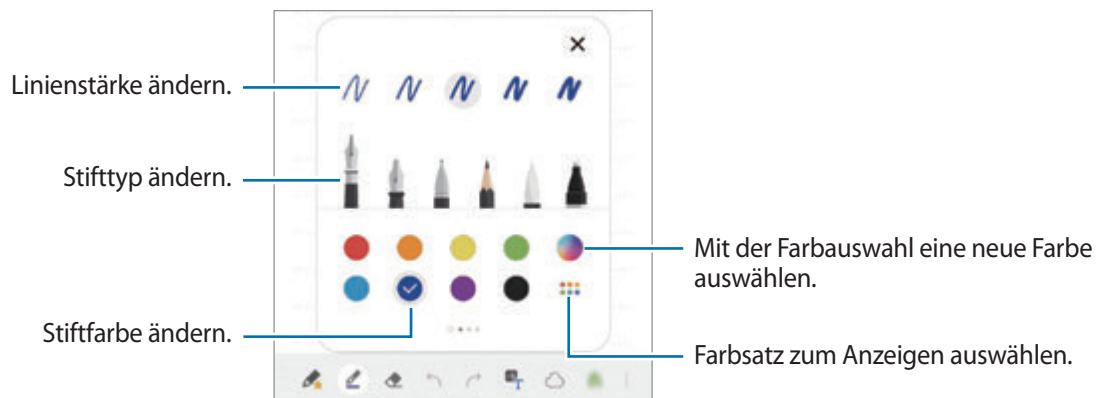 Linienstärke ändern.
Stifttyp ändern.
Stiftfarbe ändern.
Mit der Farbauswahl eine neue Farbe
auswählen.
Farbsatz zum Anzeigen auswählen.